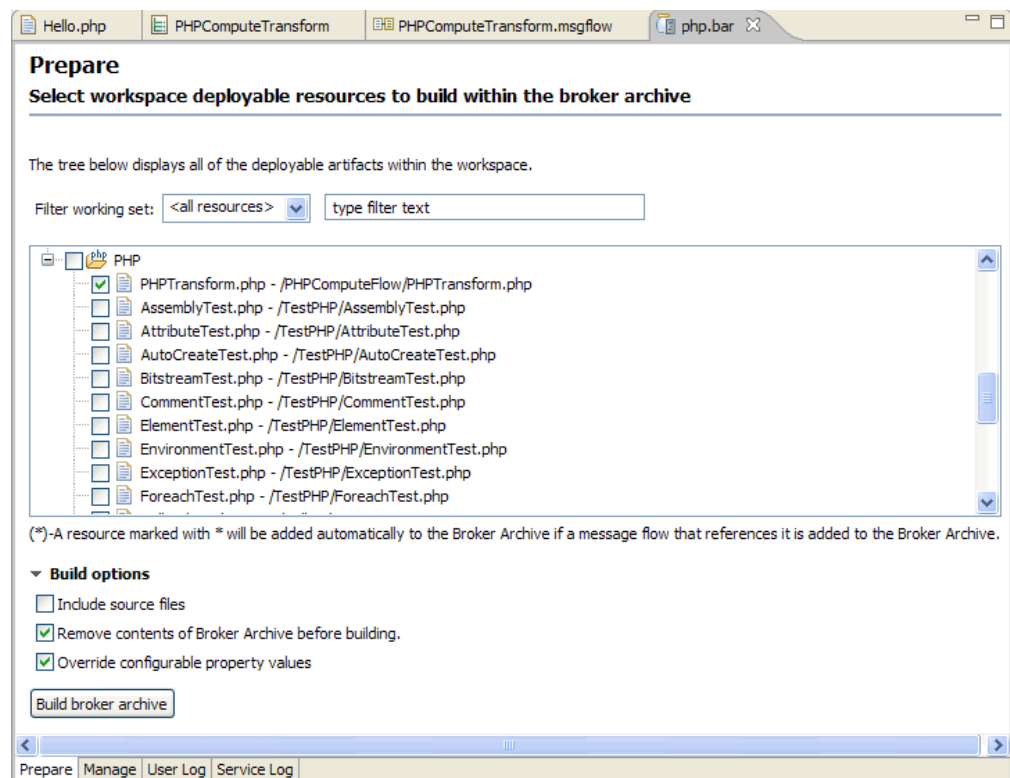 Hello.php PHPComputeTransform PHPComputeTransform.msgflow php.bar
Prepare
Select workspace deployable resources to build within the broker archive
The tree below displays all of the deployable artifacts within the workspace.
Filter working set: <all resources> type filter text
php PHP
PHPTransform.php - /PHPComputeFlow/PHPTransform.php
AssemblyTest.php - /TestPHP/AssemblyTest.php
AttributeTest.php - /TestPHP/AttributeTest.php
AutoCreateTest.php - /TestPHP/AutoCreateTest.php
BitstreamTest.php - /TestPHP/BitstreamTest.php
CommentTest.php - /TestPHP/CommentTest.php
ElementTest.php - /TestPHP/ElementTest.php
EnvironmentTest.php - /TestPHP/EnvironmentTest.php
ExceptionTest.php - /TestPHP/ExceptionTest.php
ForeachTest.php - /TestPHP/ForeachTest.php
(*)-A resource marked with * will be added automatically to the Broker Archive if a message flow that references it is added to the Broker Archive.
Build options
Include source files
Remove contents of Broker Archive before building.
Override configurable property values
Build broker archive
Prepare Manage User Log Service Log